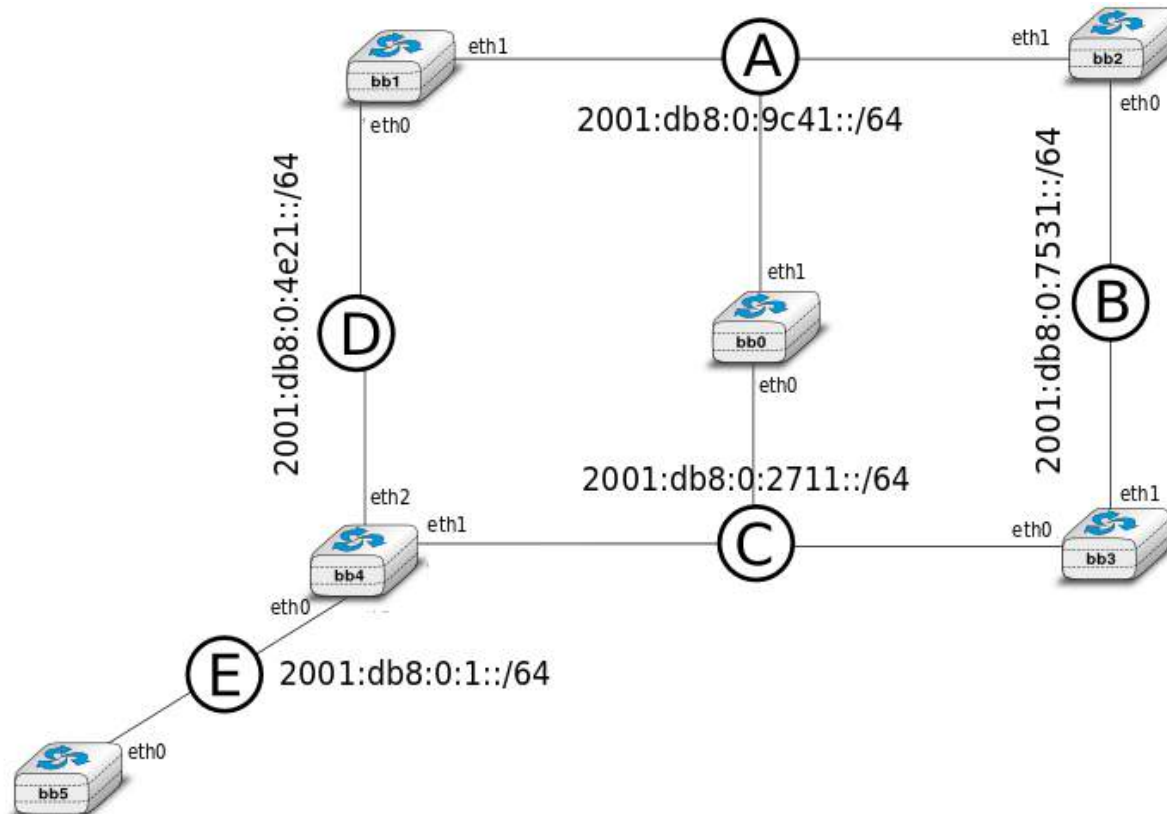 eth1
A
eth1
bb1
bb2
eth0
2001:db8:0:9c41::/64
eth0
2001:db8:0:4e21::/64
2001:db8:0:7531::/64
eth1
B
D
bb0
eth0
2001:db8:0:2711::/64
eth2
eth1
eth1
C
eth0
bb4
bb3
eth0
E
2001:db8:0:1::/64
eth0
bb5